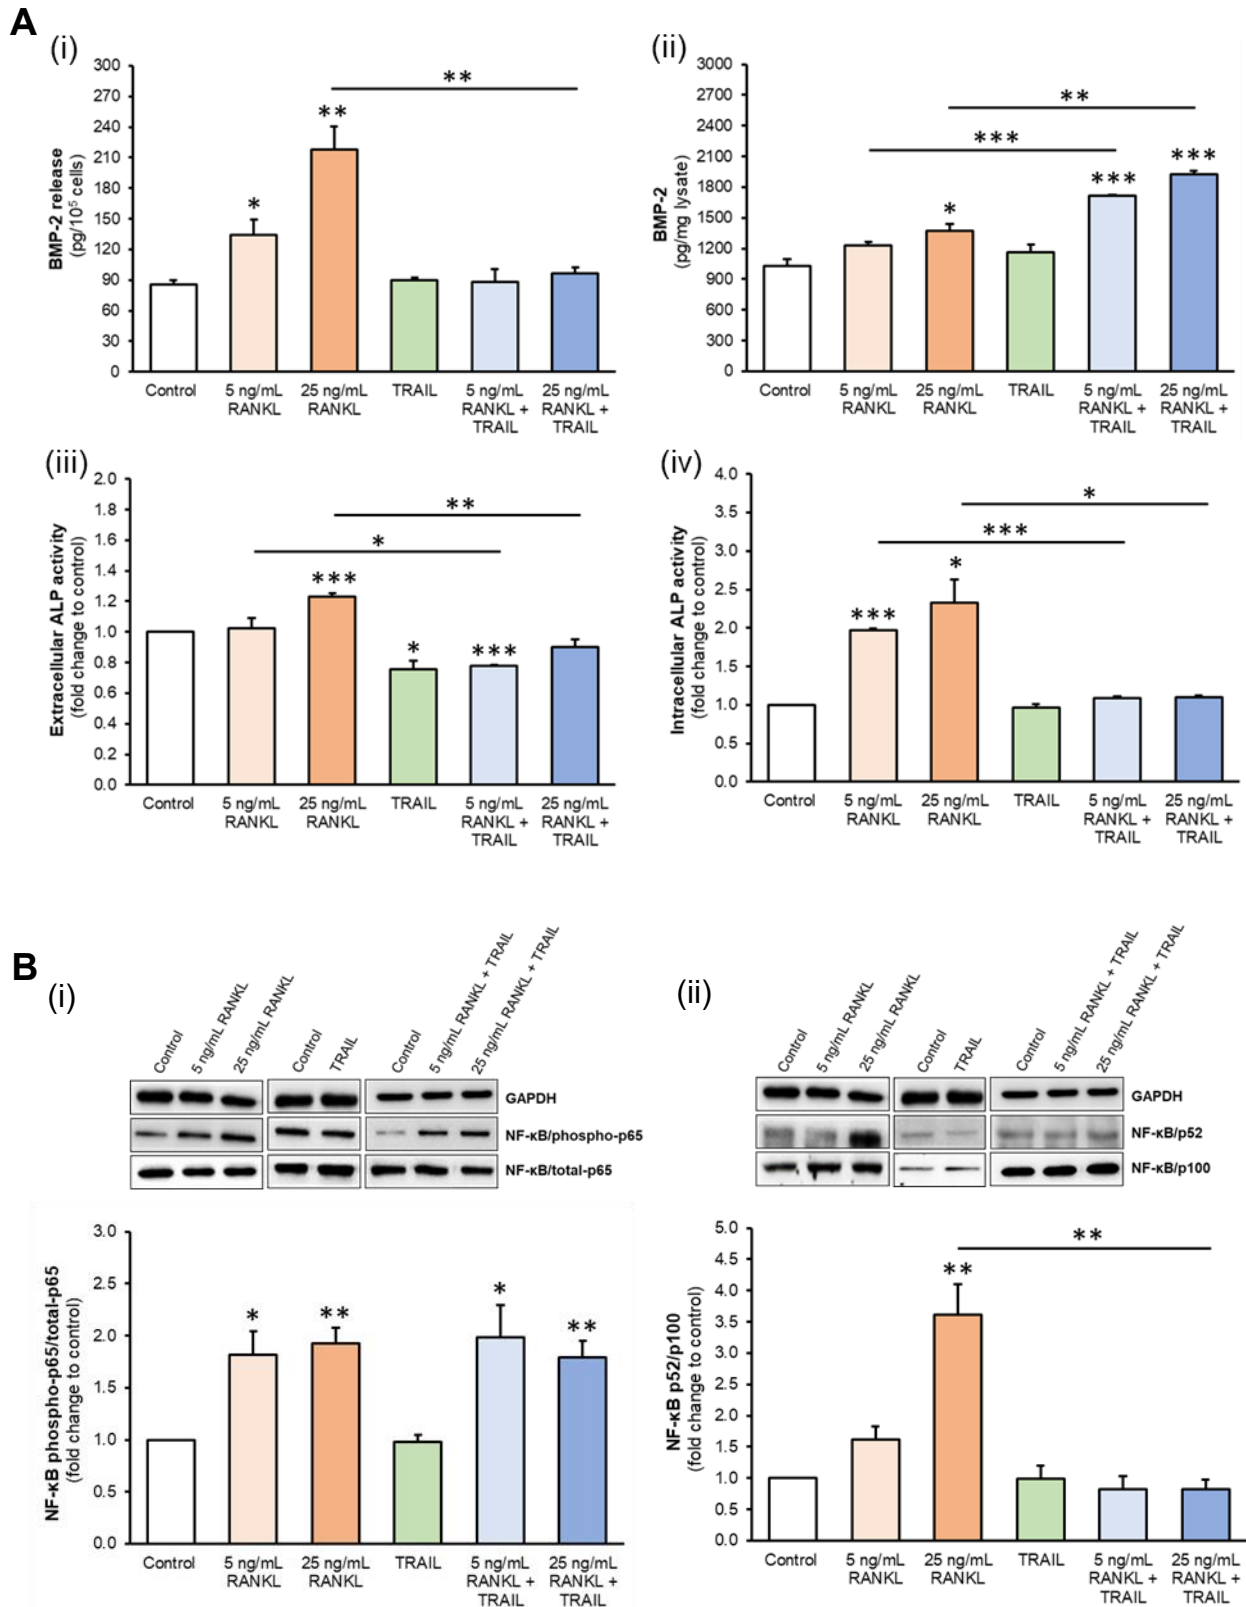 A
(i)
300
270
240
210
150
120
90
60
30
0
BMP-2 release
(pg/10⁵ cells)
*
**
**
Control
5 ng/mL
RANKL
25 ng/mL
RANKL
TRAIL
5 ng/mL
RANKL +
TRAIL
25 ng/mL
RANKL +
TRAIL
(ii)
3000
2700
2400
2100
1800
1500
1200
900
600
300
0
BMP-2
(pg/mg lysate)
*
***
***
***
**
Control
5 ng/mL
RANKL
25 ng/mL
RANKL
TRAIL
5 ng/mL
RANKL +
TRAIL
25 ng/mL
RANKL +
TRAIL
(iii)
2.0
1.8
1.6
1.4
1.2
1.0
0.8
0.6
0.4
0.2
0.0
Extracellular ALP activity
(fold change to control)
***
*
***
*
**
Control
5 ng/mL
RANKL
25 ng/mL
RANKL
TRAIL
5 ng/mL
RANKL +
TRAIL
25 ng/mL
RANKL +
TRAIL
(iv)
4.0
3.5
3.0
2.5
2.0
1.5
1.0
0.5
0.0
Intracellular ALP activity
(fold change to control)
***
*
***
*
Control
5 ng/mL
RANKL
25 ng/mL
RANKL
TRAIL
5 ng/mL
RANKL +
TRAIL
25 ng/mL
RANKL +
TRAIL
B
(i)
Control
5 ng/mL RANKL
25 ng/mL RANKL
Control
TRAIL
Control
5 ng/mL RANKL + TRAIL
25 ng/mL RANKL + TRAIL
GAPDH
NF-κB/phospho-p65
NF-κB/total-p65
3.0
2.5
2.0
1.5
1.0
0.5
0.0
NF-κB phospho-p65/total-p65
(fold change to control)
*
**
*
**
Control
5 ng/mL
RANKL
25 ng/mL
RANKL
TRAIL
5 ng/mL
RANKL +
TRAIL
25 ng/mL
RANKL +
TRAIL
(ii)
Control
5 ng/mL RANKL
25 ng/mL RANKL
Control
TRAIL
Control
5 ng/mL RANKL + TRAIL
25 ng/mL RANKL + TRAIL
GAPDH
NF-κB/p52
NF-κB/p100
5.0
4.5
4.0
3.5
3.0
2.5
2.0
1.5
1.0
0.5
0.0
NF-κB p52/p100
(fold change to control)
**
**
Control
5 ng/mL
RANKL
25 ng/mL
RANKL
TRAIL
5 ng/mL
RANKL +
TRAIL
25 ng/mL
RANKL +
TRAIL